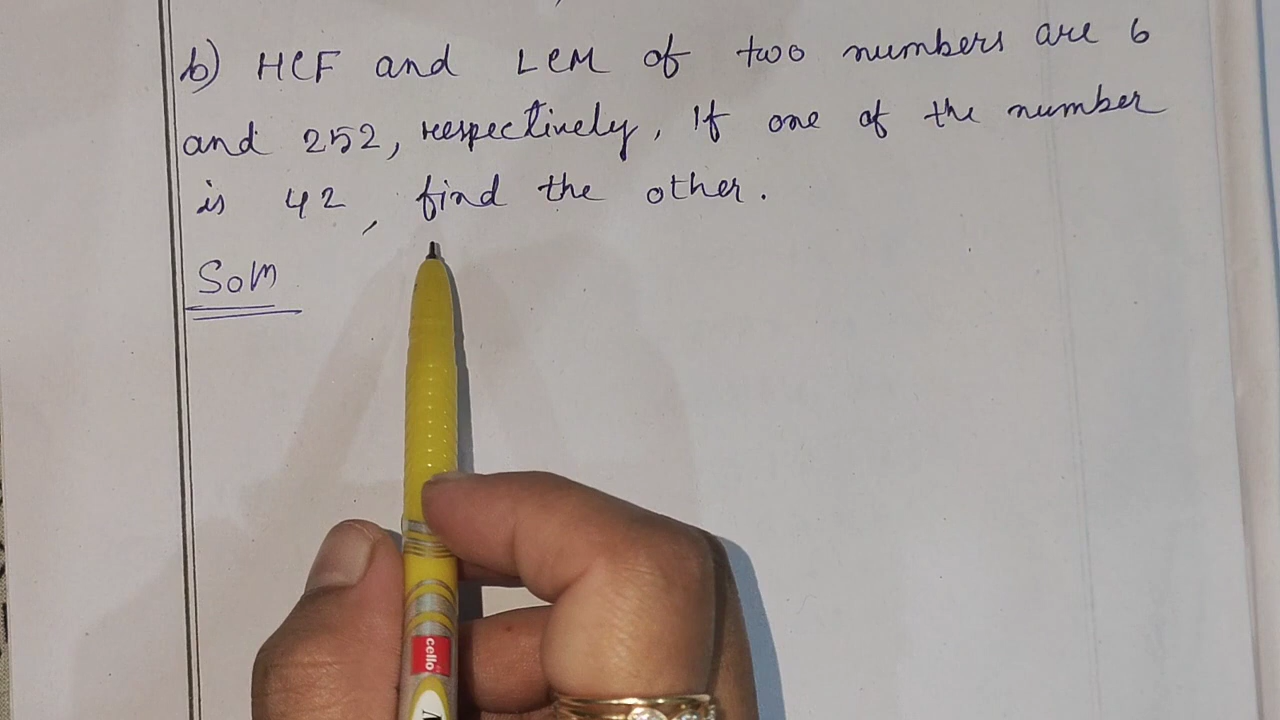 b) HCF and LCM of two numbers are 6
and 252, respectively, If one of the number
is 42, find the other.
Soln
cello